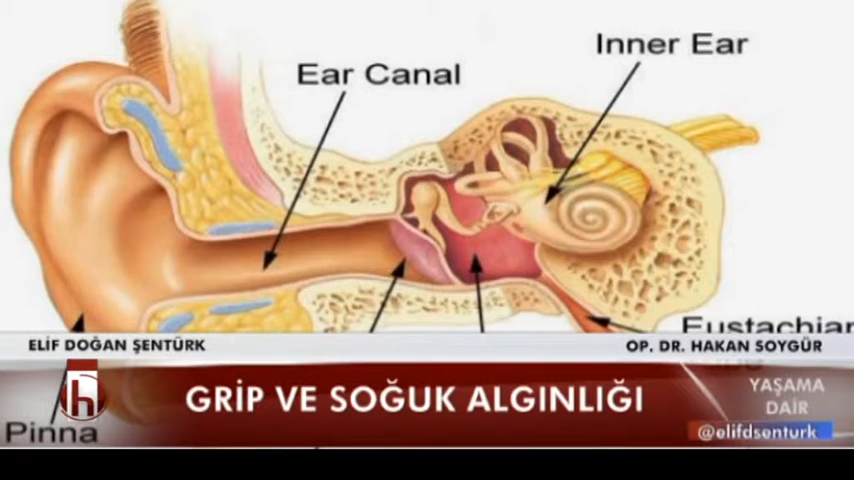 Inner Ear
Ear Canal
Eustachian
ELİF DOĞAN ŞENTÜRK
OP. DR. HAKAN SOYGÜR
h
GRİP VE SOĞUK ALGINLIĞI
YAŞAMA
DAİR
@elifdsenturk
Pinna